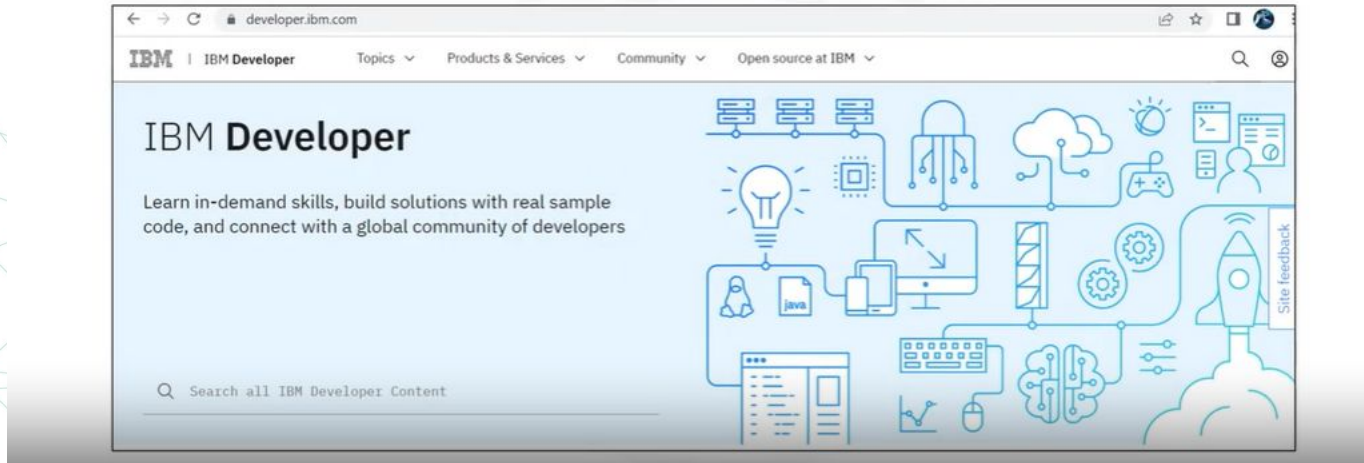 developer.ibm.com
IBM | IBM Developer Topics Products & Services Community Open source at IBM
IBM Developer
Learn in-demand skills, build solutions with real sample
code, and connect with a global community of developers
java
Site feedback
Search all IBM Developer Content